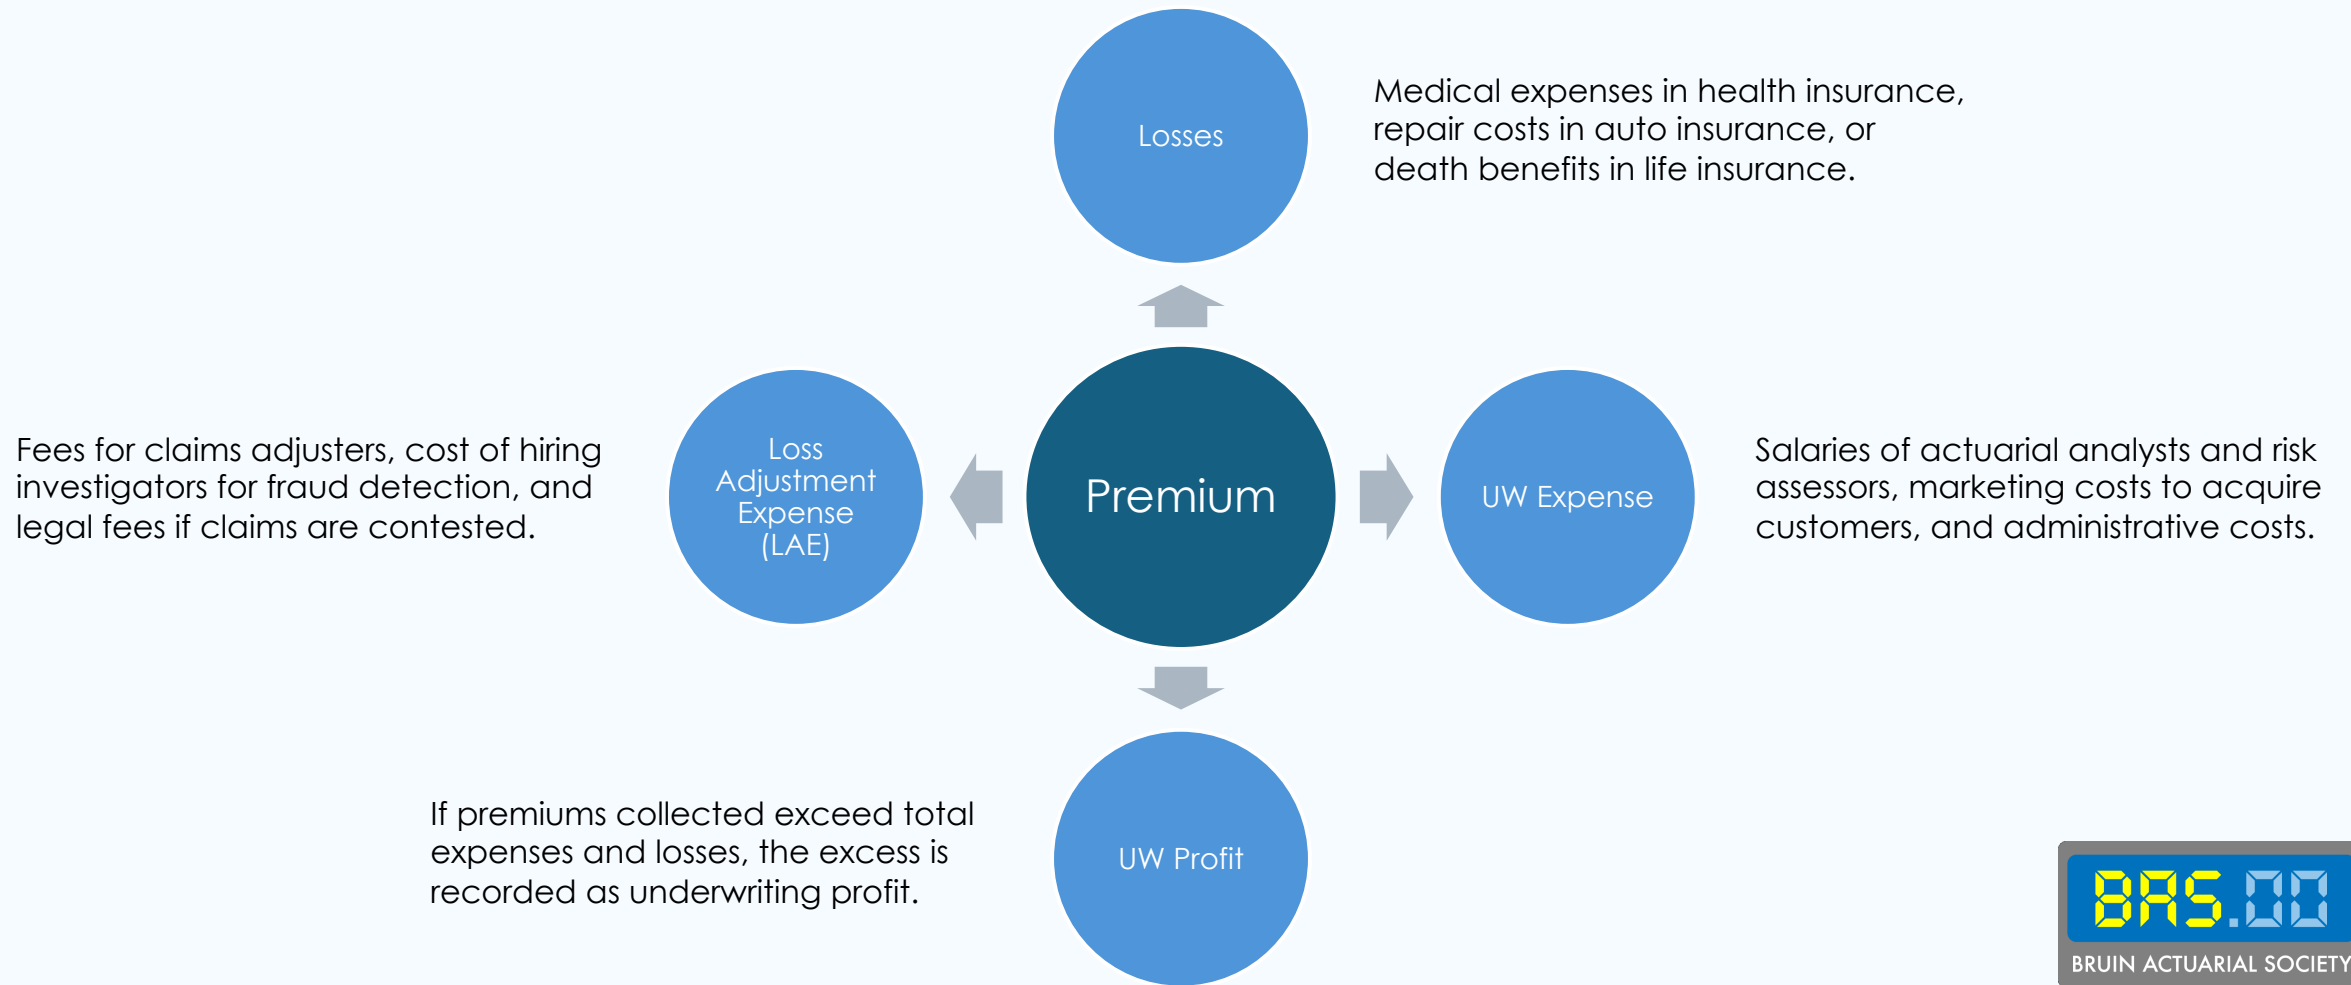 Losses
Medical expenses in health insurance,
repair costs in auto insurance, or
death benefits in life insurance.
Fees for claims adjusters, cost of hiring
investigators for fraud detection, and
legal fees if claims are contested.
Loss
Adjustment
Expense
(LAE)
Premium
UW Expense
Salaries of actuarial analysts and risk
assessors, marketing costs to acquire
customers, and administrative costs.
If premiums collected exceed total
expenses and losses, the excess is
recorded as underwriting profit.
UW Profit
BAS.00
BRUIN ACTUARIAL SOCIETY